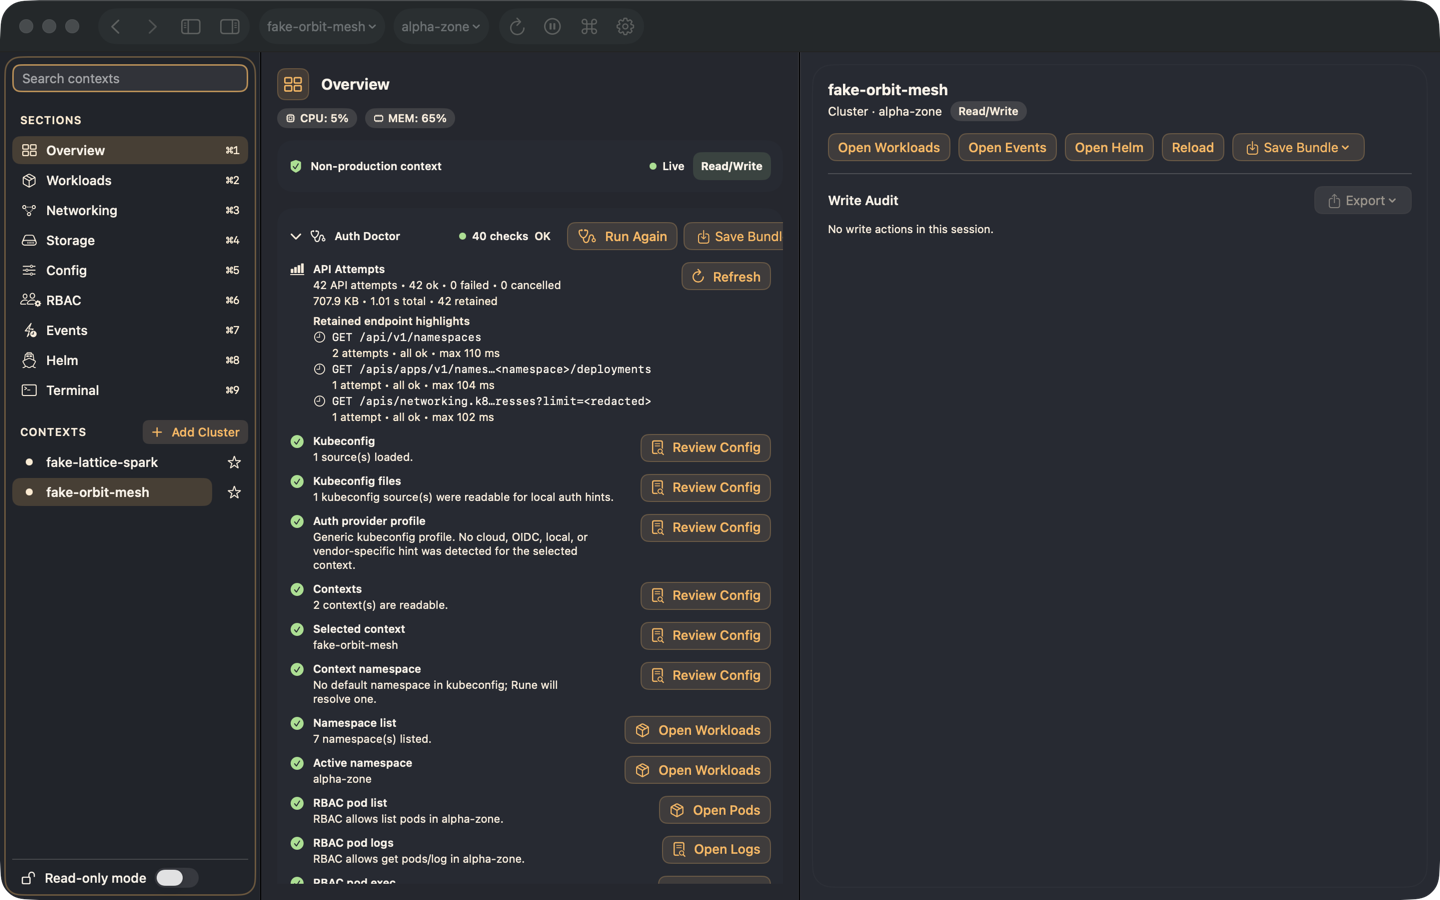 fake-orbit-mesh
alpha-zone
Search contexts
SECTIONS
Overview ⌘1
Workloads ⌘2
Networking ⌘3
Storage ⌘4
Config ⌘5
RBAC ⌘6
Events ⌘7
Helm ⌘8
Terminal ⌘9
CONTEXTS
+ Add Cluster
fake-lattice-spark
fake-orbit-mesh
Read-only mode
Overview
CPU: 5%
MEM: 65%
Non-production context
Live
Read/Write
Auth Doctor
40 checks OK
Run Again
Save Bundl
API Attempts
42 API attempts • 42 ok • 0 failed • 0 cancelled
707.9 KB • 1.01 s total • 42 retained
Refresh
Retained endpoint highlights
GET /api/v1/namespaces
2 attempts • all ok • max 110 ms
GET /apis/apps/v1/names…<namespace>/deployments
1 attempt • all ok • max 104 ms
GET /apis/networking.k8…resses?limit=<redacted>
1 attempt • all ok • max 102 ms
Kubeconfig
1 source(s) loaded.
Review Config
Kubeconfig files
1 kubeconfig source(s) were readable for local auth hints.
Review Config
Auth provider profile
Generic kubeconfig profile. No cloud, OIDC, local, or
vendor-specific hint was detected for the selected
context.
Review Config
Contexts
2 context(s) are readable.
Review Config
Selected context
fake-orbit-mesh
Review Config
Context namespace
No default namespace in kubeconfig; Rune will
resolve one.
Review Config
Namespace list
7 namespace(s) listed.
Open Workloads
Active namespace
alpha-zone
Open Workloads
RBAC pod list
RBAC allows list pods in alpha-zone.
Open Pods
RBAC pod logs
RBAC allows get pods/log in alpha-zone.
Open Logs
RBAC pod exec
fake-orbit-mesh
Cluster · alpha-zone
Read/Write
Open Workloads
Open Events
Open Helm
Reload
Save Bundle
Write Audit
Export
No write actions in this session.